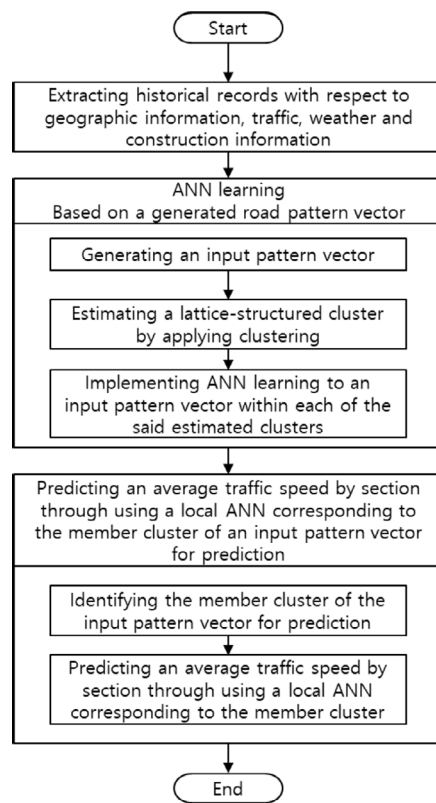 Start
Extracting historical records with respect to
geographic information, traffic, weather and
construction information
ANN learning
Based on a generated road pattern vector
Generating an input pattern vector
Estimating a lattice-structured cluster
by applying clustering
Implementing ANN learning to an
input pattern vector within each of the
said estimated clusters
Predicting an average traffic speed by section
through using a local ANN corresponding to
the member cluster of an input pattern vector
for prediction
Identifying the member cluster of the
input pattern vector for prediction
Predicting an average traffic speed by
section through using a local ANN
corresponding to the member cluster
End